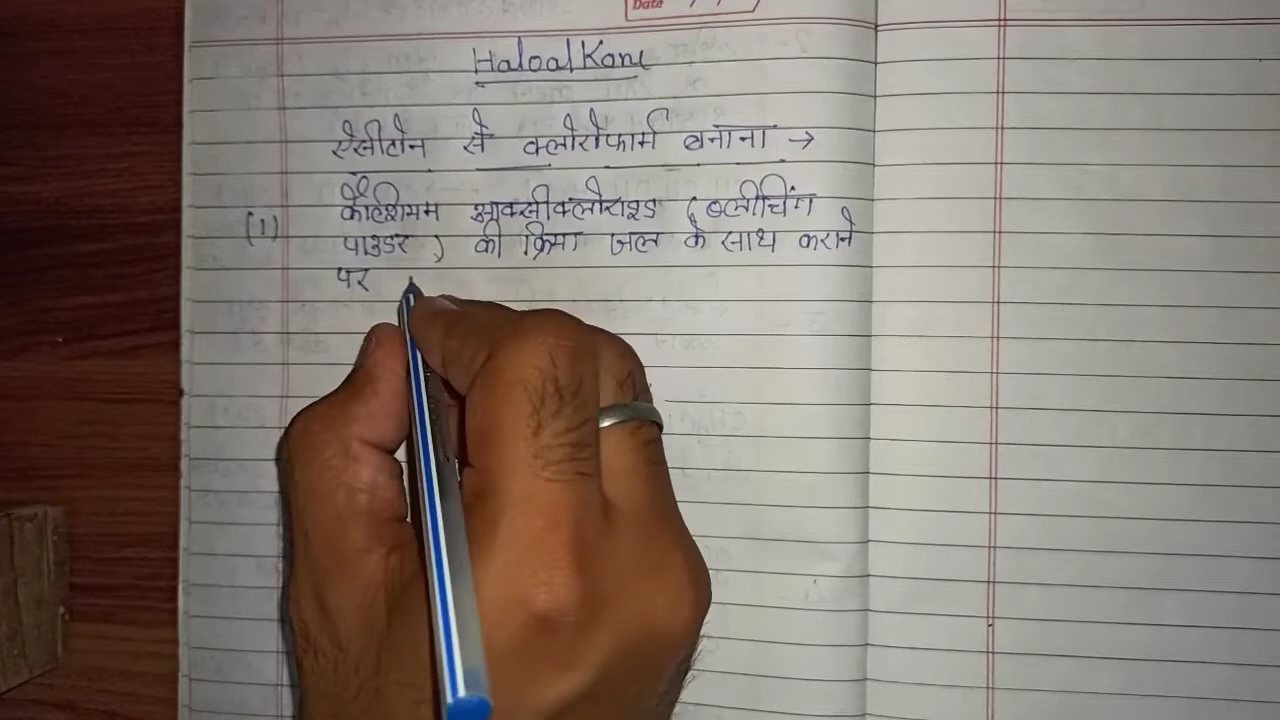 Date
HaloalKane
ऐसीटोन से क्लोरोफार्म बनाना →
(1) कैल्शियम आक्सीक्लोराइड (ब्लीचिंग
पाउडर) की क्रिया जल के साथ कराने
पर